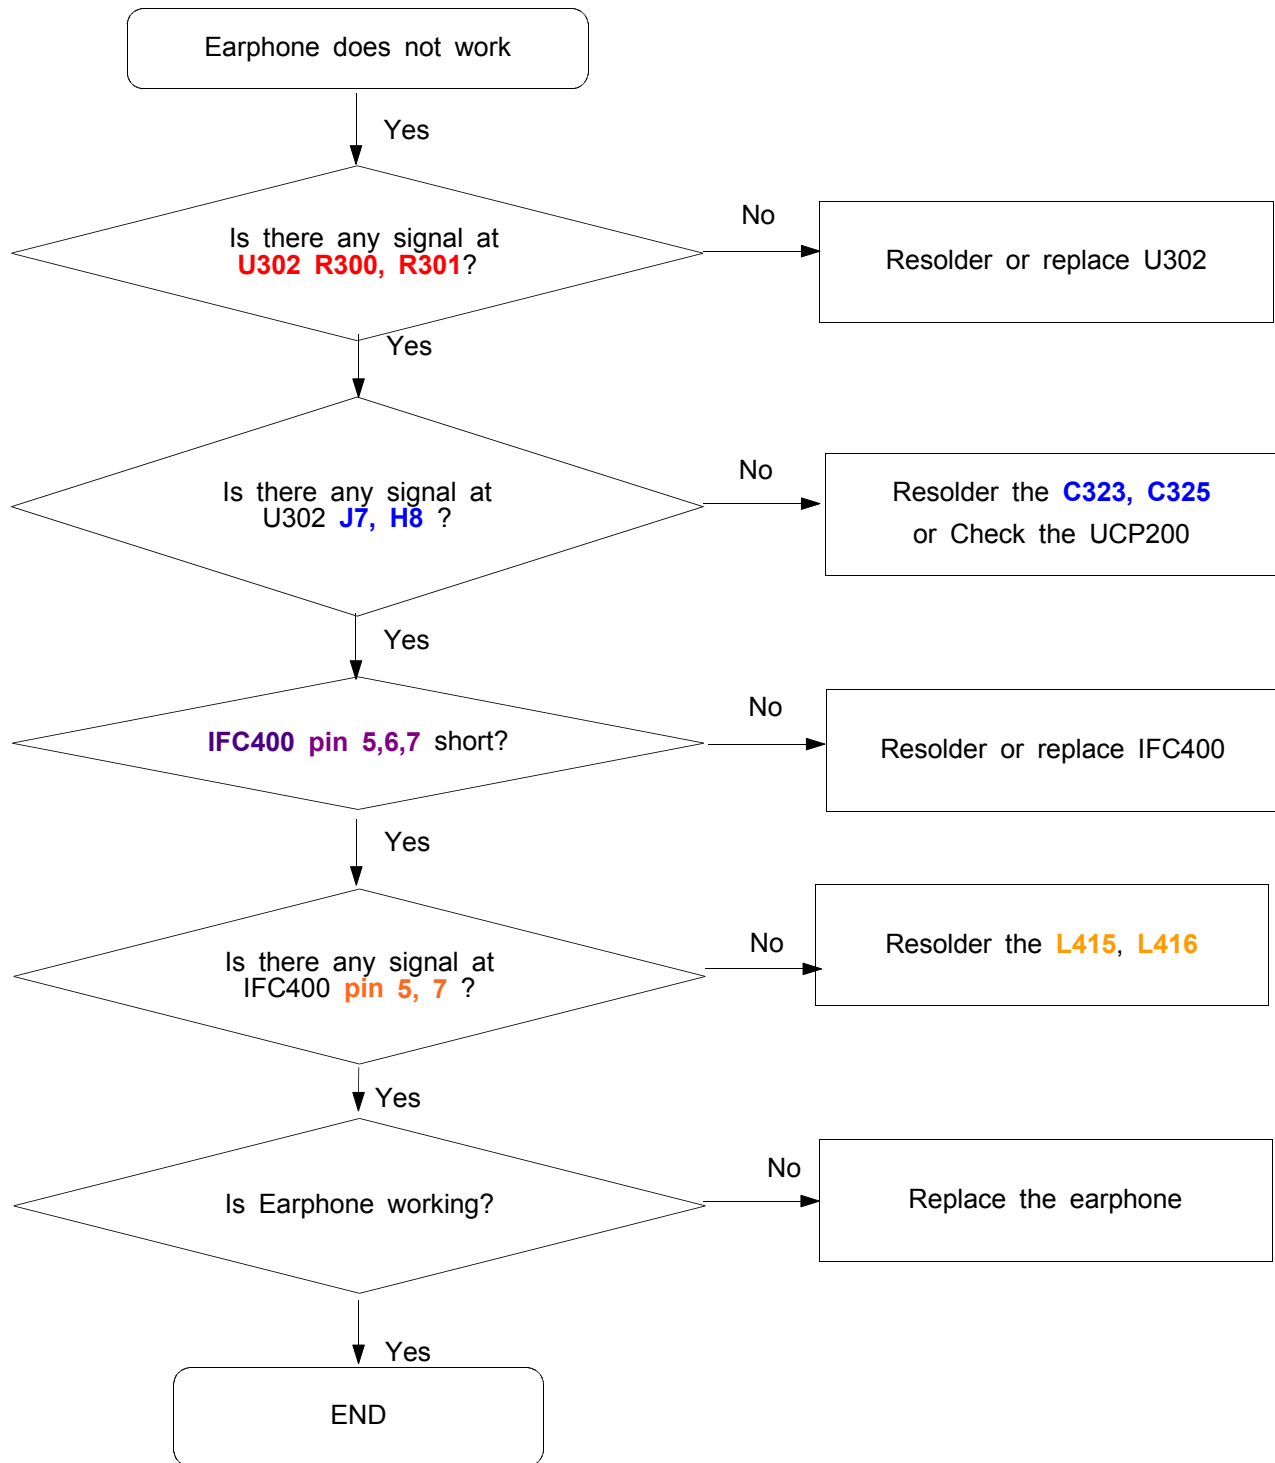 Earphone does not work
Yes
Is there any signal at
U302 R300, R301?
No
Resolder or replace U302
Yes
Is there any signal at
U302 J7, H8 ?
No
Resolder the C323, C325
or Check the UCP200
Yes
IFC400 pin 5,6,7 short?
No
Resolder or replace IFC400
Yes
Is there any signal at
IFC400 pin 5, 7 ?
No
Resolder the L415, L416
Yes
Is Earphone working?
No
Replace the earphone
Yes
END